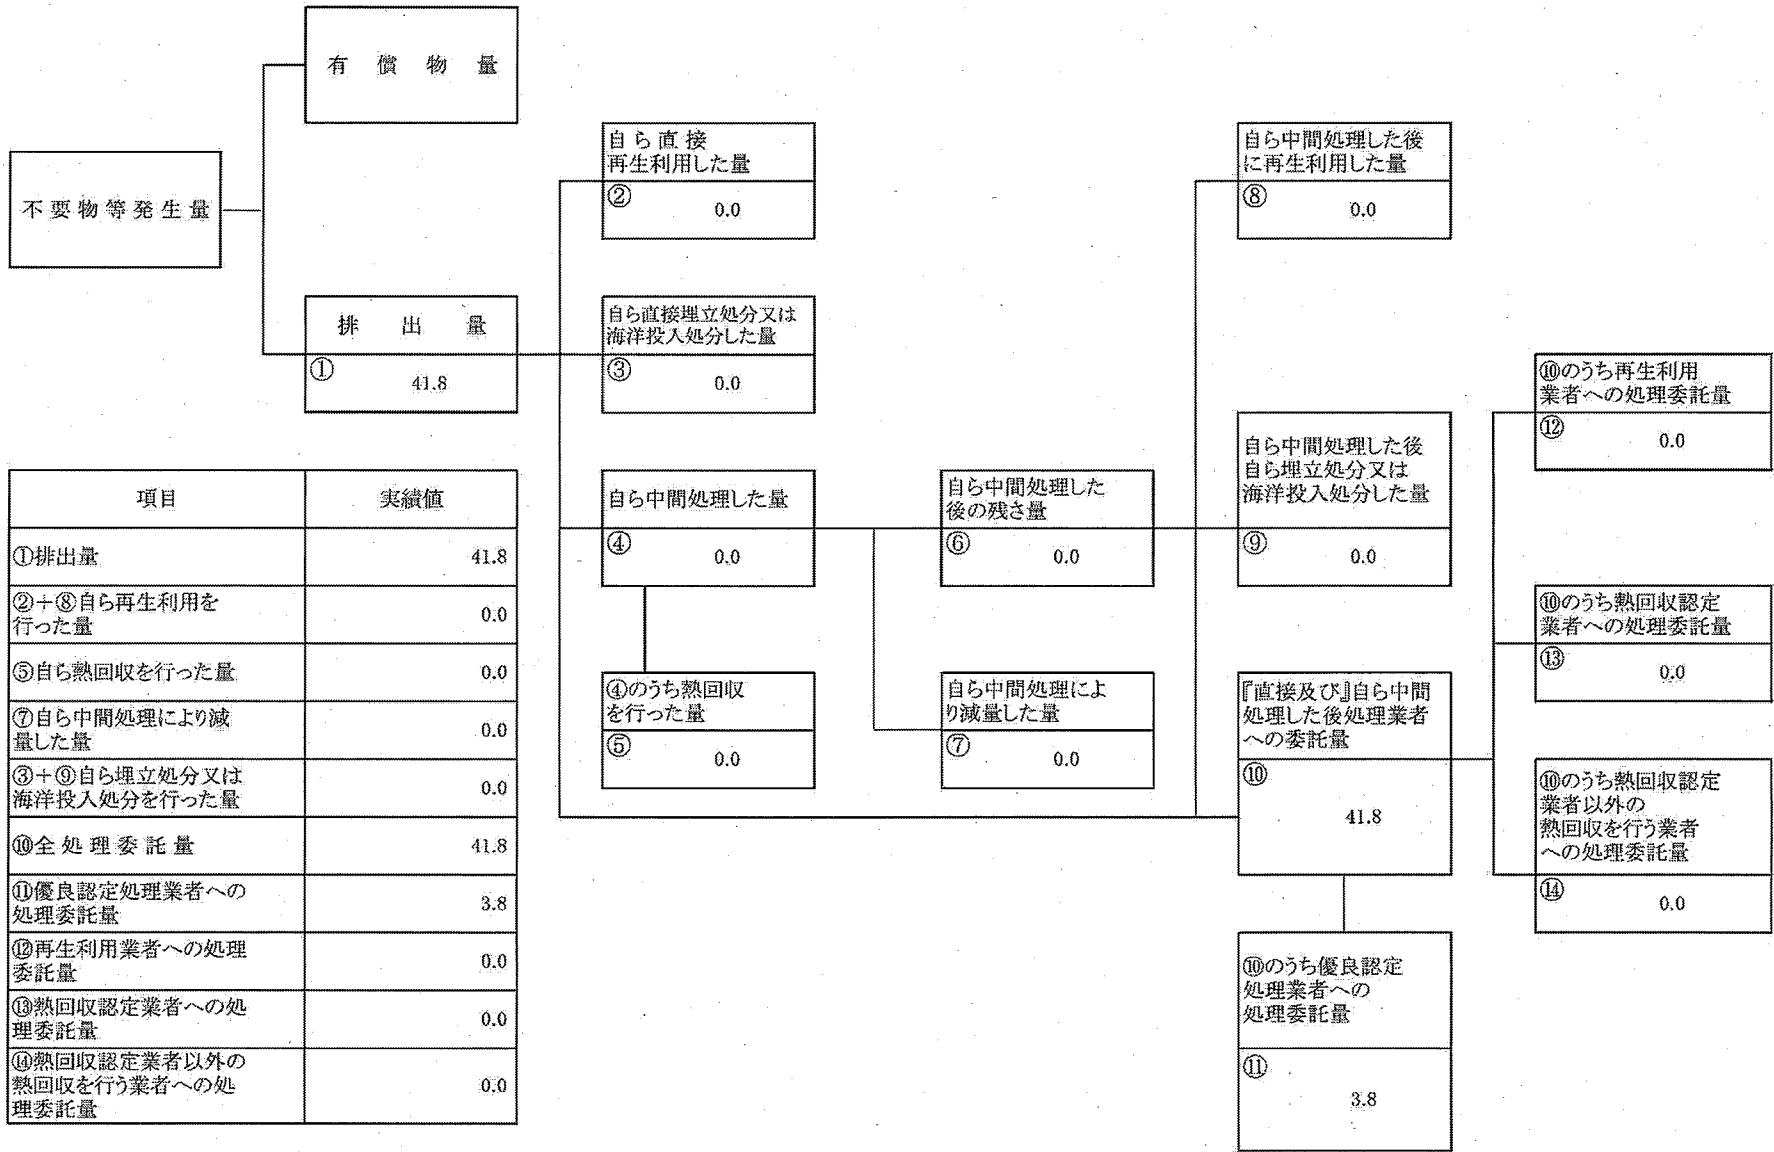 有償物量
不要物等発生量
排出量
①
41.8
自ら直接
再生利用した量
②
0.0
自ら直接埋立処分又は
海洋投入処分した量
③
0.0
自ら中間処理した量
④
0.0
④のうち熱回収
を行った量
⑤
0.0
自ら中間処理した
後の残さ量
⑥
0.0
自ら中間処理によ
り減量した量
⑦
0.0
自ら中間処理した後
に再生利用した量
⑧
0.0
自ら中間処理した後
自ら埋立処分又は
海洋投入処分した量
⑨
0.0
『直接及び』自ら中間
処理した後処理業者
への委託量
⑩
41.8
⑩のうち優良認定
処理業者への
処理委託量
⑪
3.8
⑩のうち再生利用
業者への処理委託量
⑫
0.0
⑩のうち熱回収認定
業者への処理委託量
⑬
0.0
⑩のうち熱回収認定
業者以外の
熱回収を行う業者
への処理委託量
⑭
0.0
項目 実績値
①排出量 41.8
②+⑧自ら再生利用を
行った量 0.0
⑤自ら熱回収を行った量 0.0
⑦自ら中間処理により減
量した量 0.0
③+⑨自ら埋立処分又は
海洋投入処分を行った量 0.0
⑩全処理委託量 41.8
⑪優良認定処理業者への
処理委託量 3.8
⑫再生利用業者への処理
委託量 0.0
⑬熱回収認定業者への処
理委託量 0.0
⑭熱回収認定業者以外の
熱回収を行う業者への処
理委託量 0.0